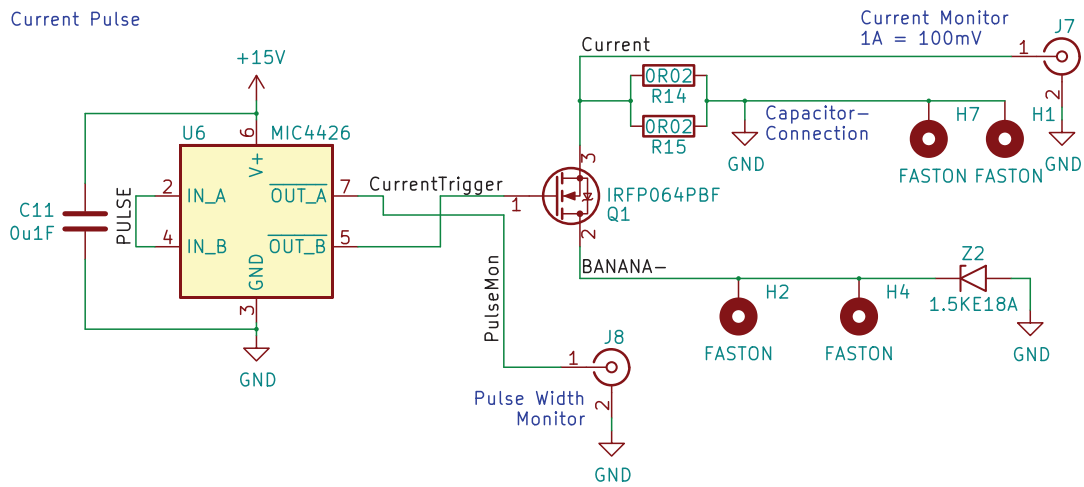 Current Pulse
Current Monitor
1A = 100mV
J7
1
2
Current
+15V
0R02
R14
0R02
R15
Capacitor-
Connection
GND
H7
H1
FASTON
FASTON
GND
U6
MIC4426
6
V+
2
IN_A
4
IN_B
PULSE
C11
0u1F
OUT_A
7
OUT_B
5
GND
3
GND
CurrentTrigger
1
3
2
IRFP064PBF
Q1
BANANA-
PulseMon
H2
FASTON
H4
FASTON
Z2
1.5KE18A
GND
J8
1
2
Pulse Width
Monitor
GND